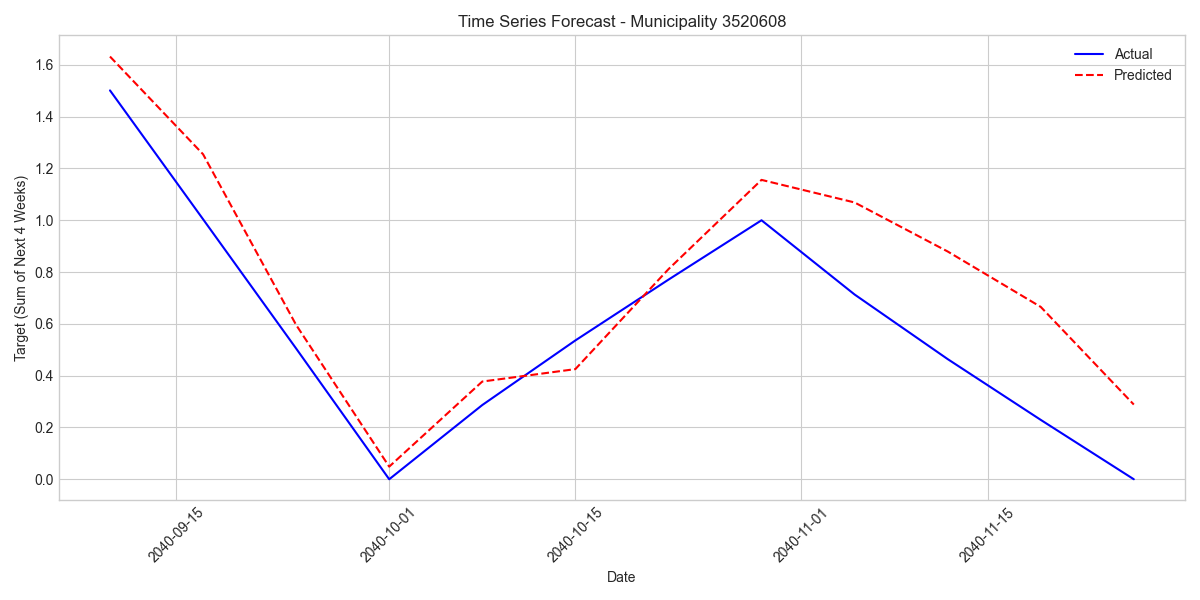 Time Series Forecast - Municipality 3520608
Actual
Predicted
Target (Sum of Next 4 Weeks)
1.6
1.4
1.2
1.0
0.8
0.6
0.4
0.2
0.0
2040-09-15
2040-10-01
2040-10-15
2040-11-01
2040-11-15
Date